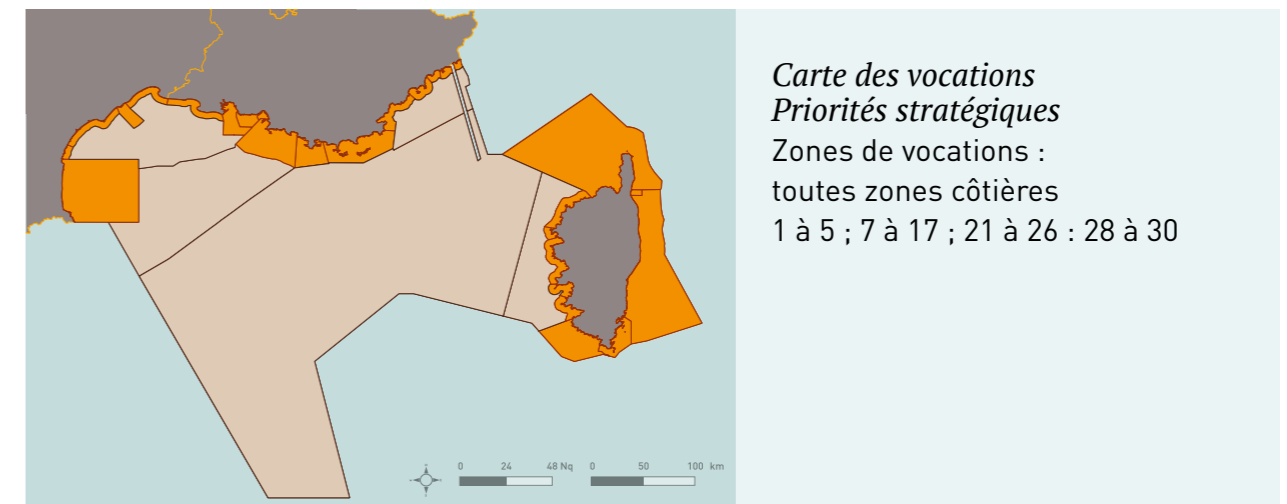 Carte des vocations
Priorités stratégiques
Zones de vocations :
toutes zones côtières
1 à 5 ; 7 à 17 ; 21 à 26 : 28 à 30
0 24 48 Nq 0 50 100 km